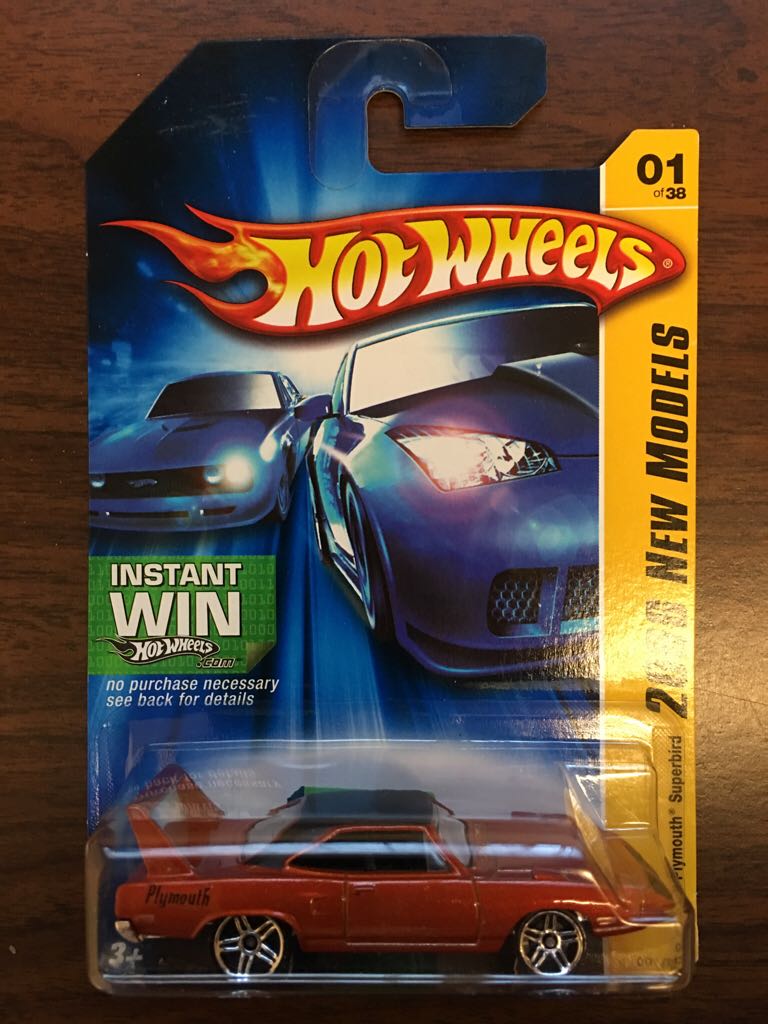 01
of 38
HOT WHEELS®
NEW MODELS
INSTANT
WIN
HOT WHEELS
.com
no purchase necessary
see back for details
Plymouth® Superbird
Plymouth
3+